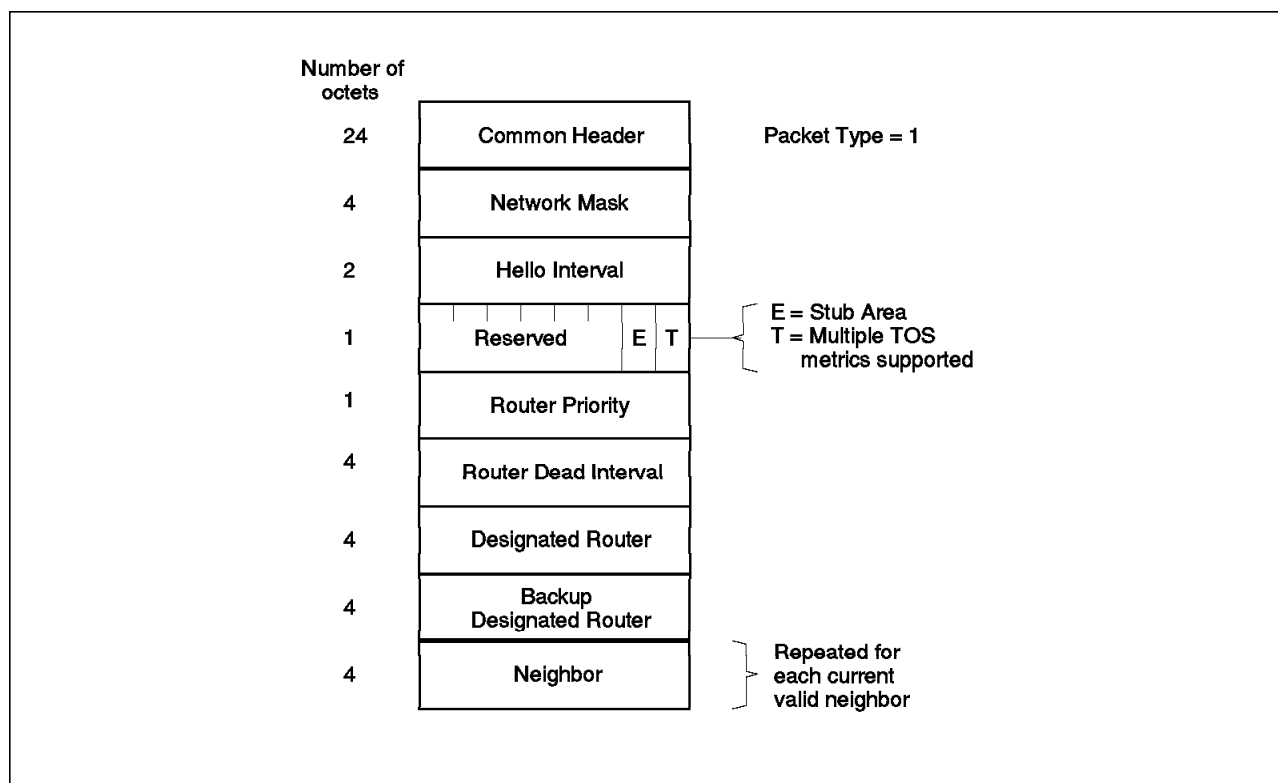 Number of
octets
24 Common Header Packet Type = 1
4 Network Mask
2 Hello Interval
1 Reserved E T
E = Stub Area
T = Multiple TOS
metrics supported
1 Router Priority
4 Router Dead Interval
4 Designated Router
4 Backup
Designated Router
4 Neighbor
Repeated for
each current
valid neighbor